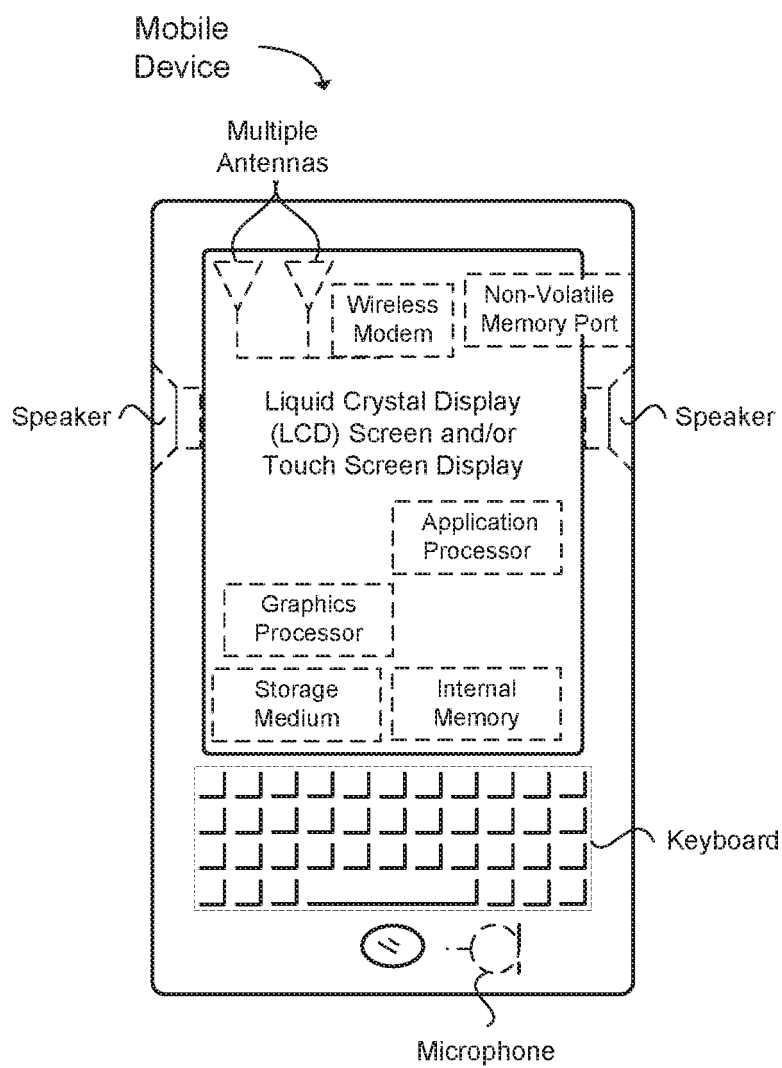 Mobile
Device
Multiple
Antennas
Wireless
Modem
Non-Volatile
Memory Port
Speaker
Liquid Crystal Display
(LCD) Screen and/or
Touch Screen Display
Speaker
Application
Processor
Graphics
Processor
Storage
Medium
Internal
Memory
Keyboard
Microphone